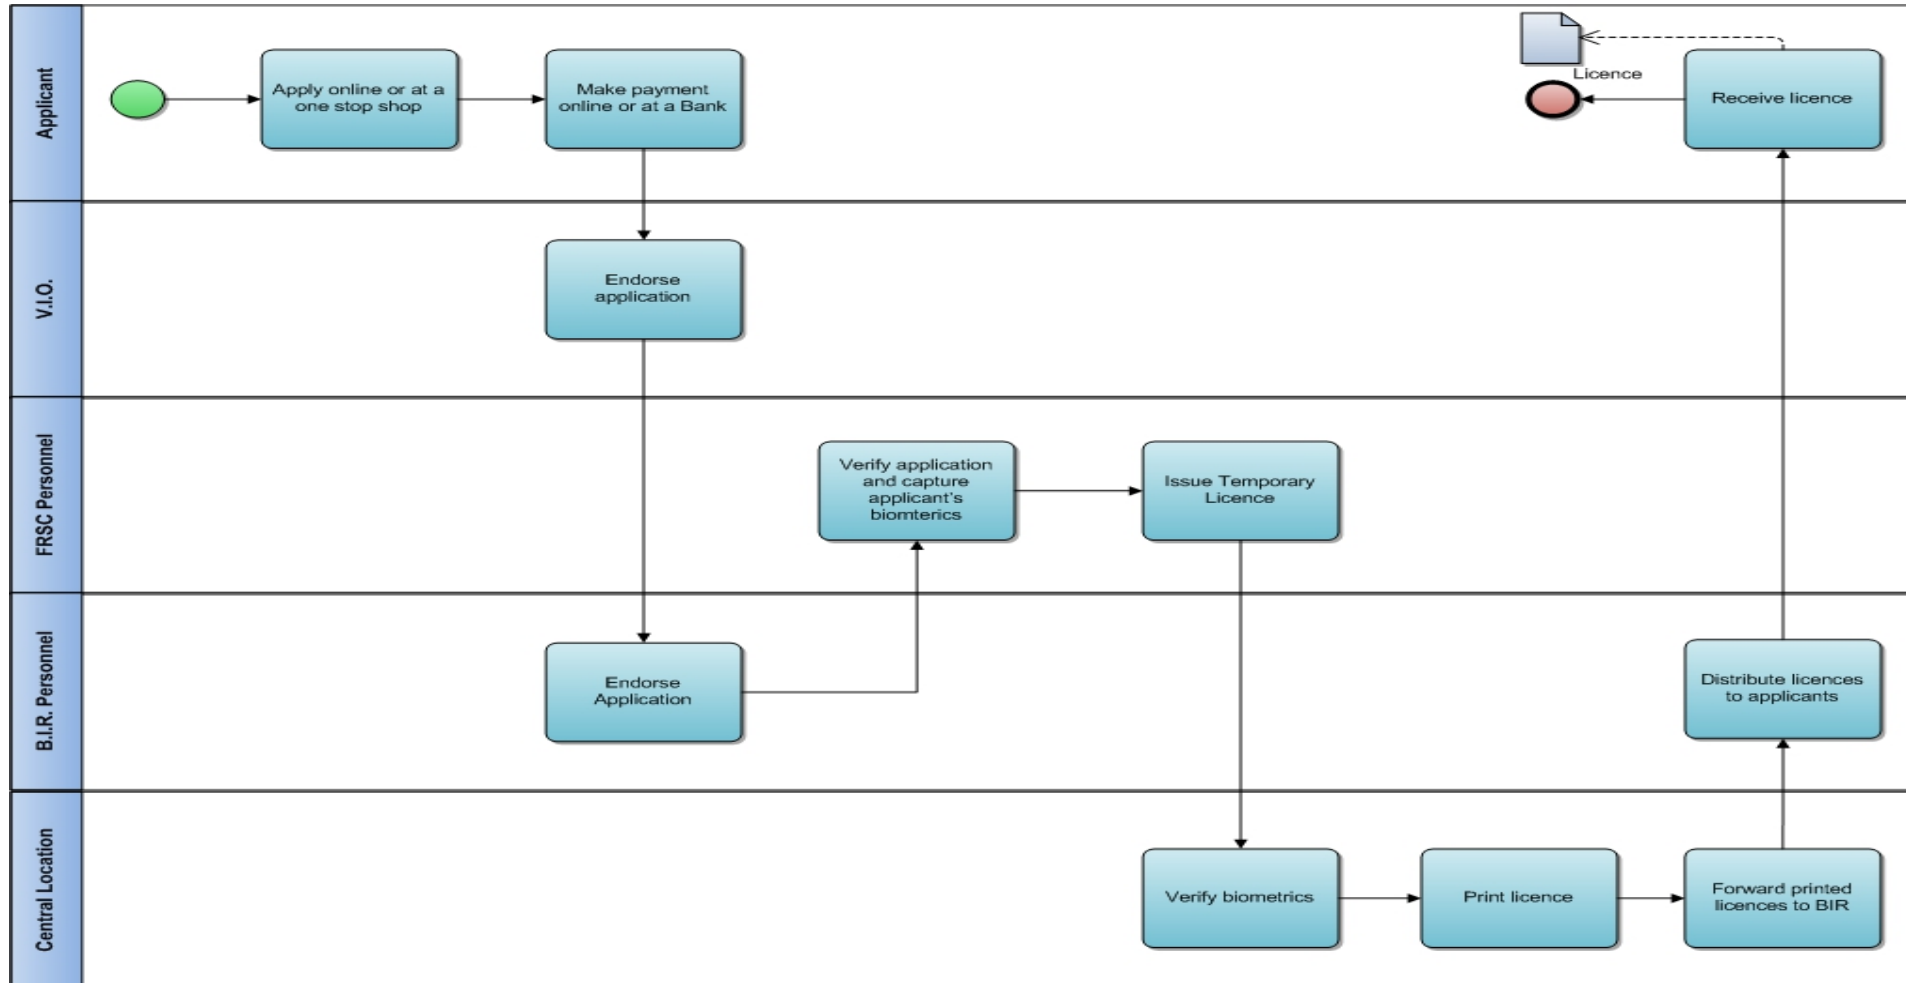 Applicant
Apply online or at a
one stop shop
Make payment
online or at a Bank
Licence
Receive licence
V.I.O.
Endorse
application
FRSC Personnel
Verify application
and capture
applicant's
biomterics
Issue Temporary
Licence
B.I.R. Personnel
Endorse
Application
Distribute licences
to applicants
Central Location
Verify biometrics
Print licence
Forward printed
licences to BIR